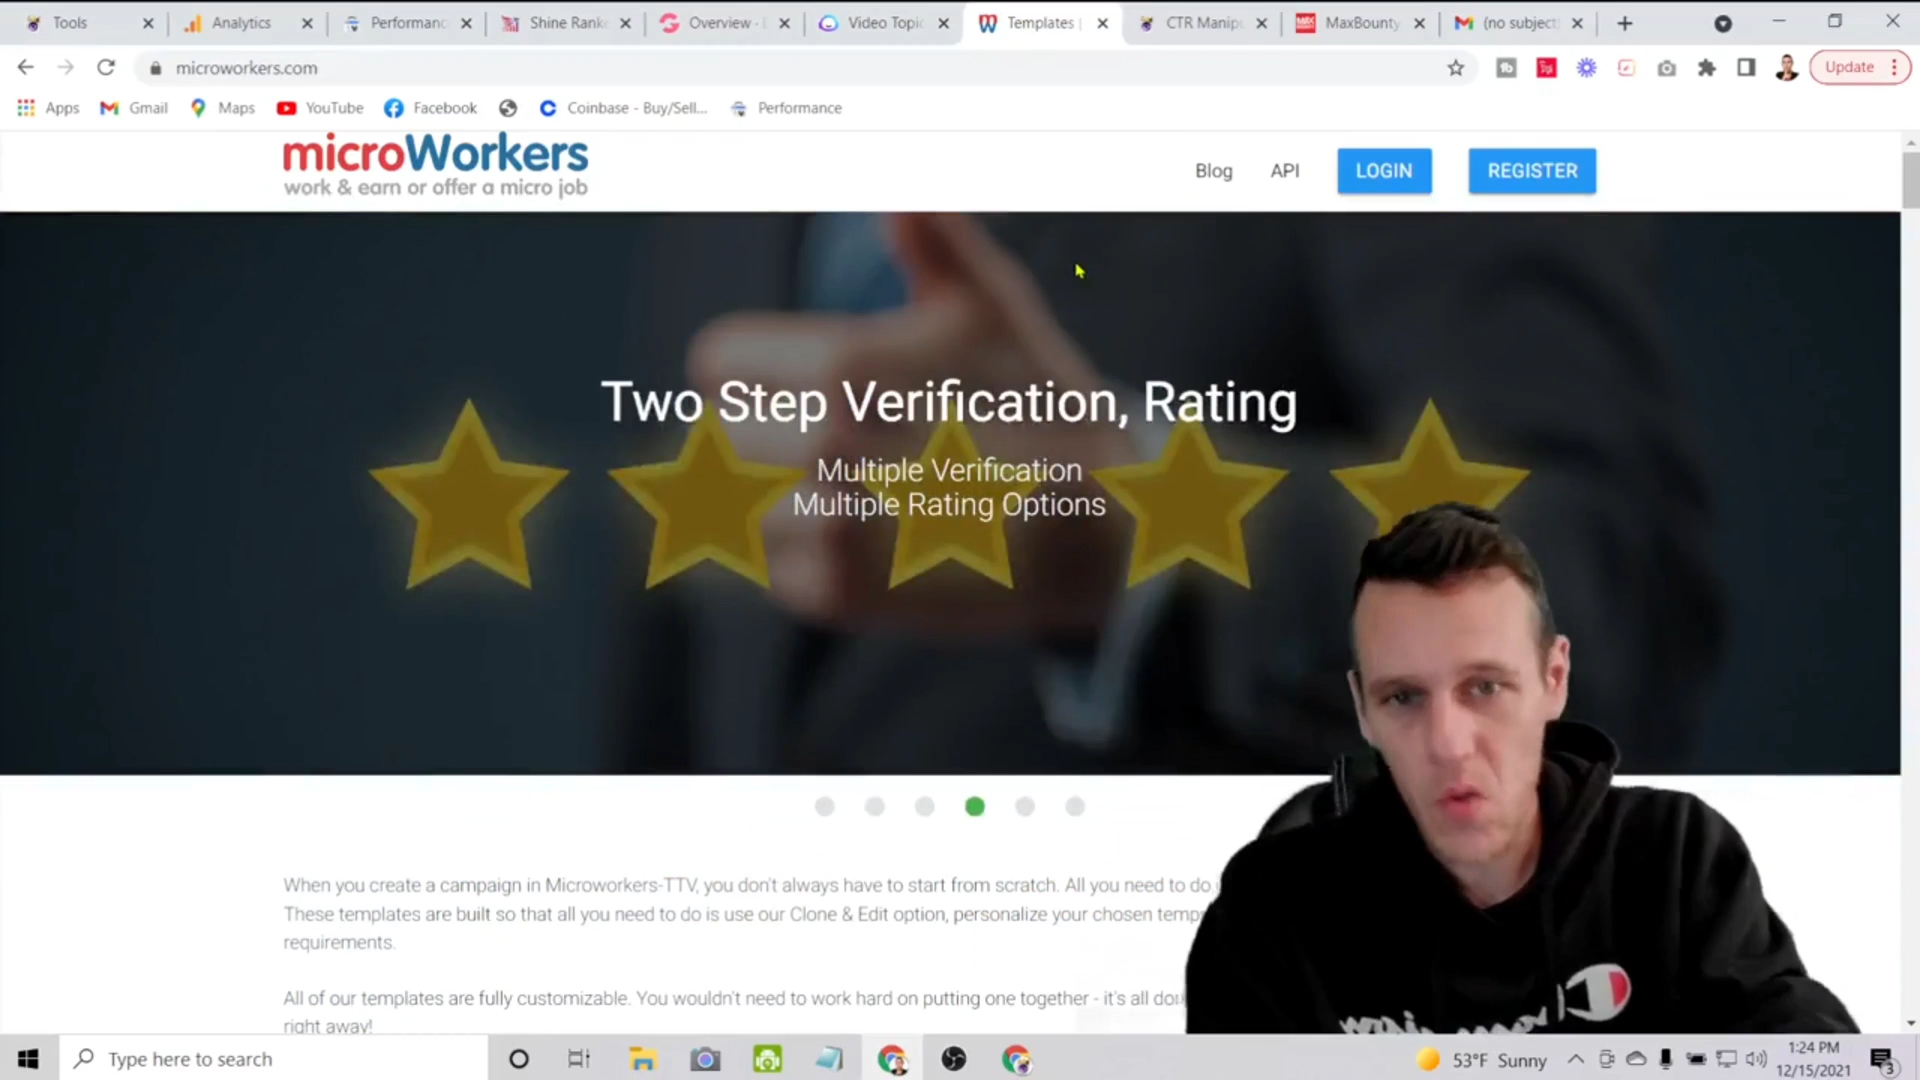 Tools
Analytics
Performanc
Shine Rank
Overview -
Video Topic
Templates |
CTR Manip
MaxBounty
(no subject
microworkers.com
Update
Apps
Gmail
Maps
YouTube
Facebook
Coinbase - Buy/Sell...
Performance
microWorkers
work & earn or offer a micro job
Blog
API
LOGIN
REGISTER
Two Step Verification, Rating
Multiple Verification
Multiple Rating Options
When you create a campaign in Microworkers-TTV, you don't always have to start from scratch. All you need to do
These templates are built so that all you need to do is use our Clone & Edit option, personalize your chosen temp
requirements.
All of our templates are fully customizable. You wouldn't need to work hard on putting one together - it's all do
right away!
Type here to search
53°F Sunny
1:24 PM
12/15/2021
3